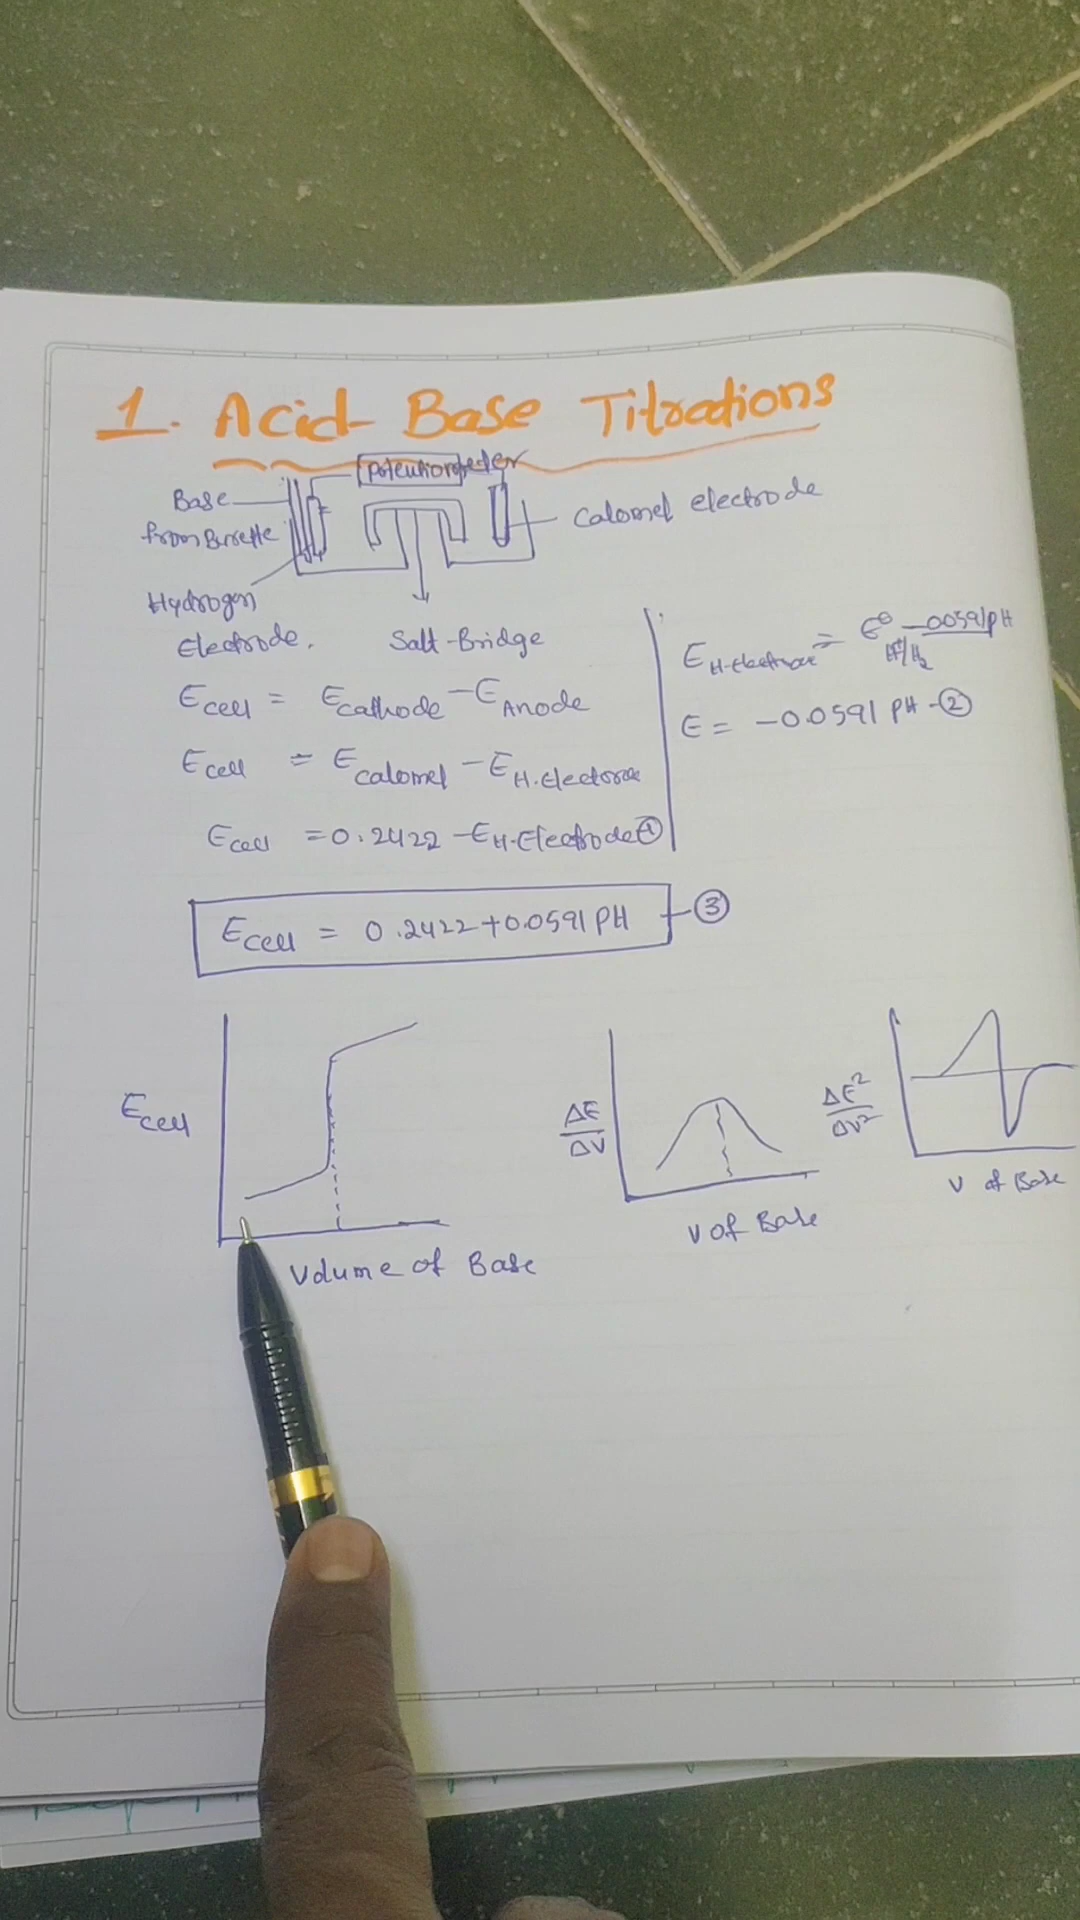 1. Acid-Base Titrations
Potentiometer
Base
from Burette
Calomel electrode
Hydrogen
Electrode.
Salt-Bridge
Ecell = Ecathode - EAnode
Ecell = Ecalomel - EH.Electrode
Ecell = 0.2422 - EH-Electrode ①
EH-Electrode = E° H+/H2 - 0.0591 PH
E = -0.0591 PH - ②
Ecell = 0.2422 + 0.0591 PH - ③
Ecell
Volume of Base
ΔE/ΔV
V of Base
ΔE²/ΔV²
V of Base